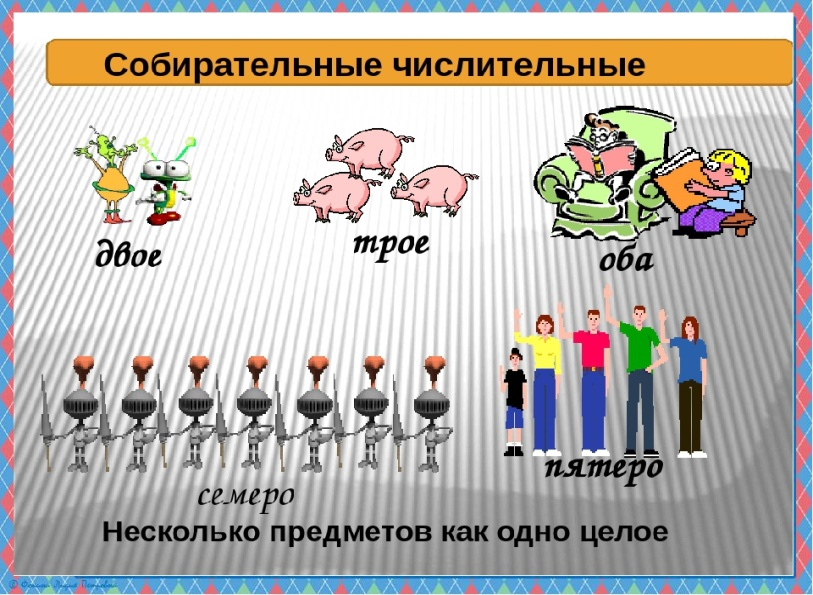 Собирательные числительные
двое
трое
оба
семеро
пятеро
Несколько предметов как одно целое